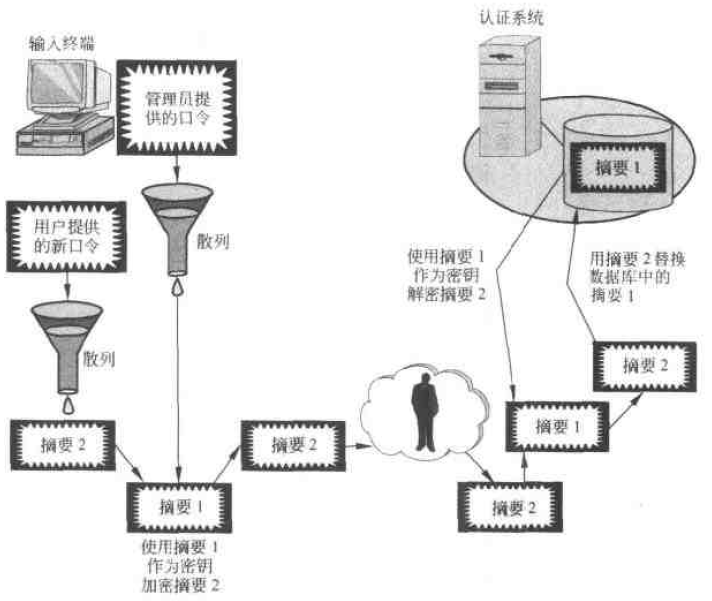 输入终端
管理员提
供的口令
散列
用户提供
的新口令
散列
摘要 2
摘要 1
使用摘要 1
作为密钥
加密摘要 2
摘要 2
认证系统
摘要 1
使用摘要 1
作为密钥
解密摘要 2
用摘要 2 替换
数据库中的
摘要 1
摘要 2
摘要 1
摘要 2